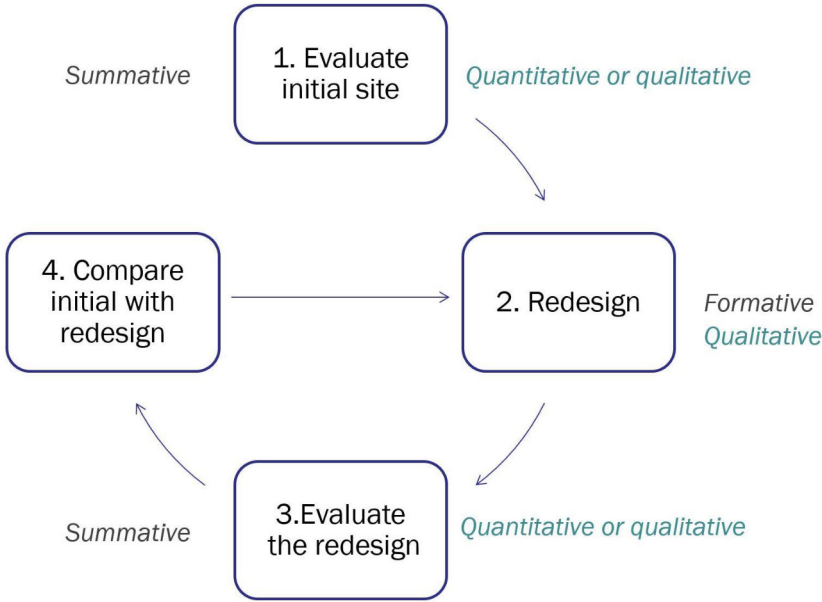 Summative
1. Evaluate
initial site
Quantitative or qualitative
4. Compare
initial with
redesign
2. Redesign
Formative
Qualitative
Summative
3.Evaluate
the redesign
Quantitative or qualitative